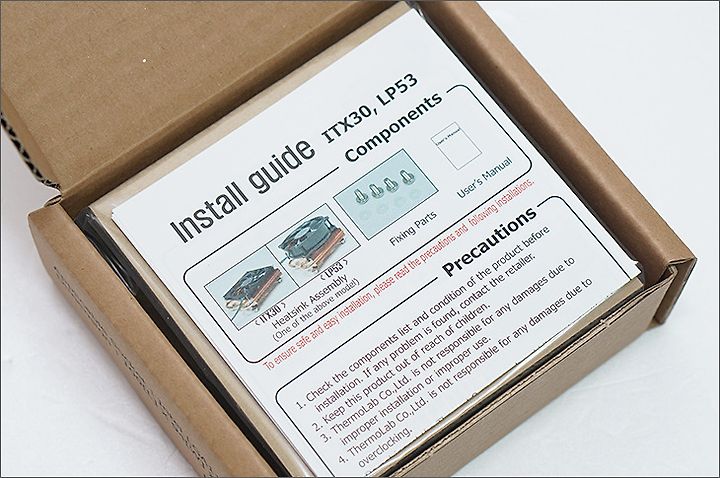 Install guide ITX30, LP53
Components
User's Manual
< ITX30 >
< LP53 >
Heatsink Assembly
(One of the above model)
Fixing Parts
User's Manual
To ensure safe and easy installation, please read the precautions and following installations.
Precautions
1. Check the components list and condition of the product before
installation. If any problem is found, contact the retailer.
2. Keep this product out of reach of children.
3. ThermoLab Co.,Ltd. is not responsible for any damages due to
improper installation or improper use.
4. ThermoLab Co.,Ltd. is not responsible for any damages due to
overclocking.